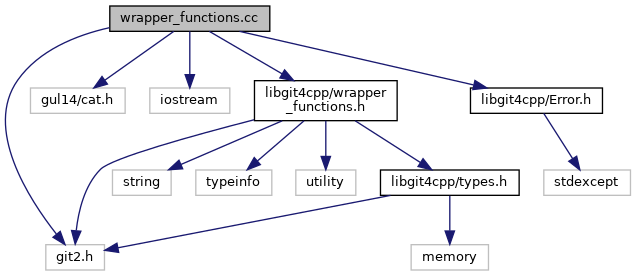 wrapper_functions.cc
gul14/cat.h
iostream
libgit4cpp/wrapper
_functions.h
libgit4cpp/Error.h
string
typeinfo
utility
libgit4cpp/types.h
stdexcept
git2.h
memory